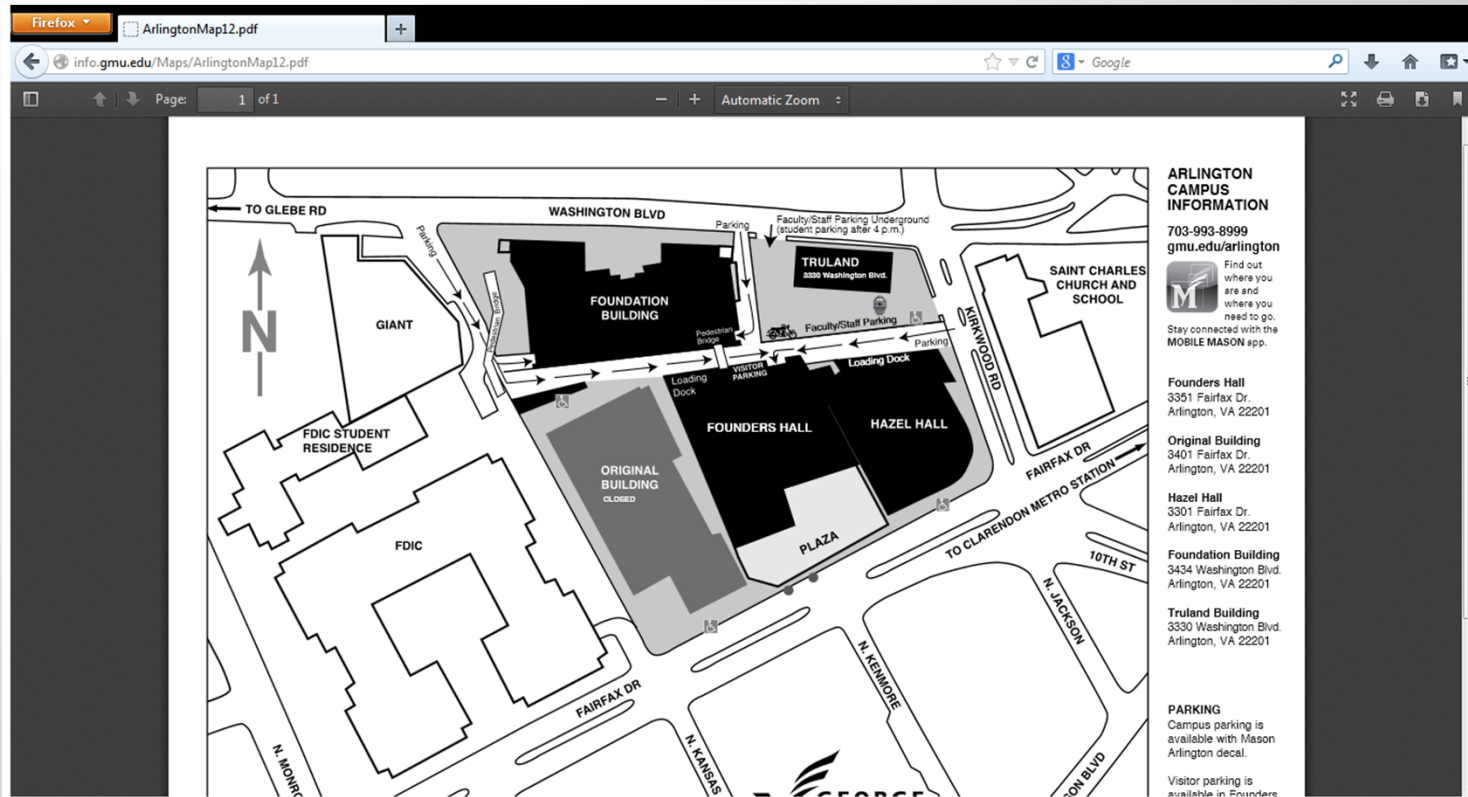 Firefox
ArlingtonMap12.pdf
info.gmu.edu/Maps/ArlingtonMap12.pdf
Google
Page: 1 of 1
Automatic Zoom
TO GLEBE RD
WASHINGTON BLVD
Parking
Parking
Faculty/Staff Parking Underground
(student parking after 4 p.m.)
TRULAND
3330 Washington Blvd.
SAINT CHARLES
CHURCH AND
SCHOOL
N
GIANT
FOUNDATION
BUILDING
Pedestrian Bridge
Pedestrian
Bridge
Faculty/Staff Parking
Parking
KIRKWOOD RD
Loading
Dock
VISITOR
PARKING
Loading Dock
FDIC STUDENT
RESIDENCE
FOUNDERS HALL
HAZEL HALL
ORIGINAL
BUILDING
CLOSED
FDIC
PLAZA
FAIRFAX DR
TO CLARENDON METRO STATION
10TH ST
N. JACKSON
N. KENMORE
FAIRFAX DR
N. KANSAS
N. MONRO
SON BLVD
GEORGE
ARLINGTON
CAMPUS
INFORMATION
703-993-8999
gmu.edu/arlington
M
Find out
where you
are and
where you
need to go.
Stay connected with the
MOBILE MASON app.
Founders Hall
3351 Fairfax Dr.
Arlington, VA 22201
Original Building
3401 Fairfax Dr.
Arlington, VA 22201
Hazel Hall
3301 Fairfax Dr.
Arlington, VA 22201
Foundation Building
3434 Washington Blvd.
Arlington, VA 22201
Truland Building
3330 Washington Blvd.
Arlington, VA 22201
PARKING
Campus parking is
available with Mason
Arlington decal.
Visitor parking is
available in Founders